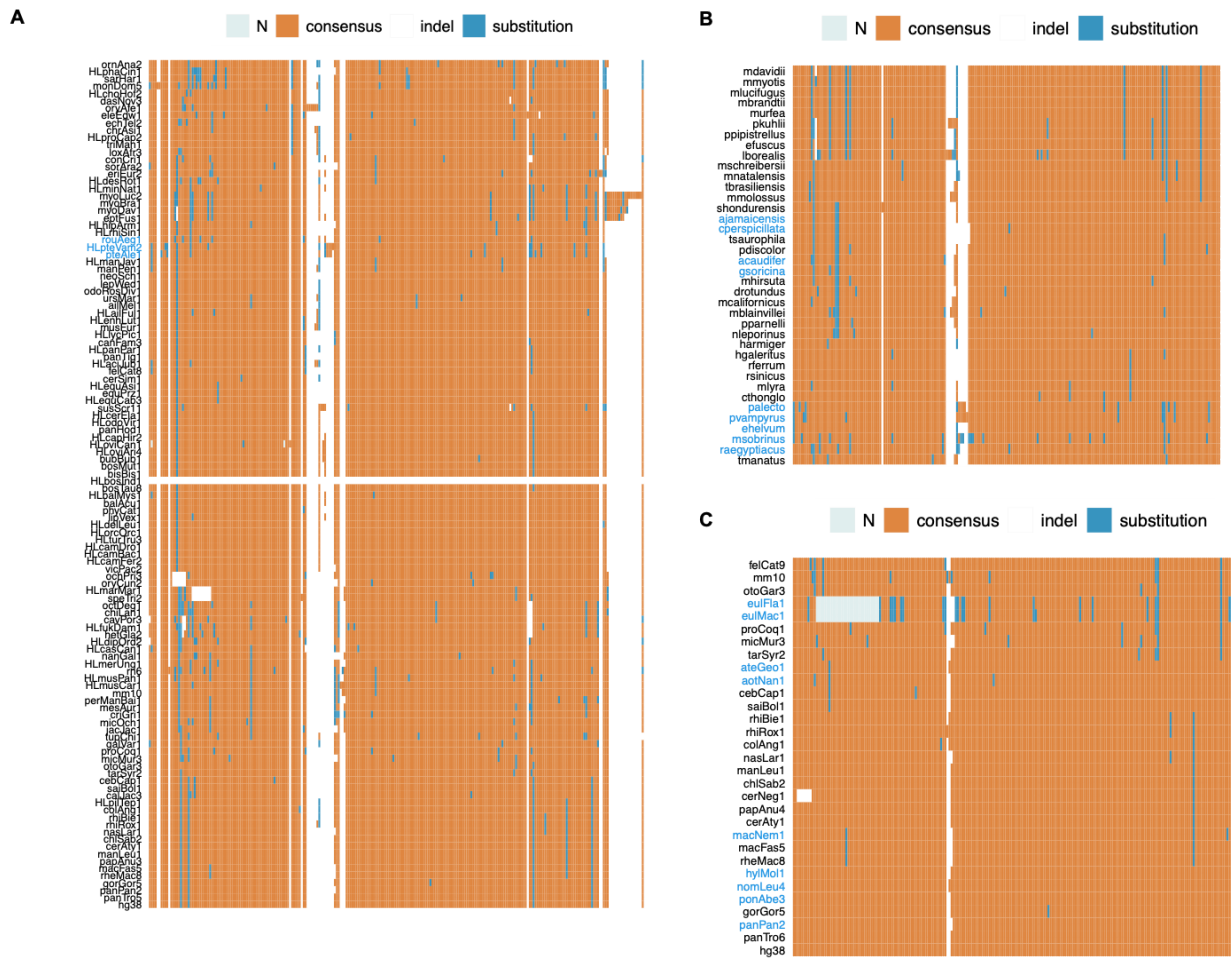 A
N consensus indel substitution
ornAna2
HLphaCin1
sarHar1
monDom5
HLchoHof2
dasNov3
oryAfe1
eleEdw1
echTel2
chrAsi1
HLproCap2
triMan1
loxAfr3
conCri1
sorAra2
eriEur2
HLdesRot1
HLminNat1
myoLuc2
myoBra1
myoDav1
eptFus1
HLhipArm1
HLrhiSin1
rouAeg1
HLpteVam2
pteAle1
HLmanJav1
manPen1
neoSch1
lepWed1
odoRosDiv1
ursMar1
ailMel1
HLailFul1
HLenhLut1
musFur1
HLlycPic1
canFam3
HLpanPar1
panTig1
HLaciJub1
felCat8
cerSim1
HLequAsi1
equPrz1
HLequCab3
susScr11
HLcerEla1
HLodoVir1
panHod1
HLcapHir2
HLoviCan1
HLoviAri4
bubBub1
bosMut1
bisBis1
HLbosInd1
bosTau8
HLbalMys1
balAcu1
phyCat1
lipVex1
HLdelLeu1
HLorcOrc1
HLturTru3
HLcamDro1
HLcamBac1
HLcamFer2
vicPac2
ochPri3
oryCun2
HLmarMar1
speTri2
octDeg1
chiLan1
cavPor3
HLfukDam1
hetGla2
HLdipOrd2
HLcasCan1
nanGal1
HLmerUng1
rn6
HLmusPah1
HLmusCar1
mm10
perManBai1
mesAur1
criGri1
micOch1
jacJac1
tupChi1
galVar1
proCoq1
micMur3
otoGar3
tarSyr2
cebCap1
saiBol1
calJac3
HLpilTep1
colAng1
rhiBie1
rhiRox1
nasLar1
chlSab2
cerAty1
manLeu1
papAnu3
macFas5
rheMac8
gorGor5
panPan2
panTro5
hg38
B
N consensus indel substitution
mdavidii
mmyotis
mlucifugus
mbrandtii
murfea
pkuhlii
ppipistrellus
efuscus
lborealis
mschreibersii
mnatalensis
tbrasiliensis
mmolossus
shondurensis
ajamaicensis
cperspicillata
tsaurophila
pdiscolor
acaudifer
gsoricina
mhirsuta
drotundus
mcalifornicus
mblainvillei
pparnelli
nleporinus
harmiger
hgaleritus
rferrum
rsinicus
mlyra
cthonglo
palecto
pvampyrus
ehelvum
msobrinus
raegyptiacus
tmanatus
C
N consensus indel substitution
felCat9
mm10
otoGar3
eulFla1
eulMac1
proCoq1
micMur3
tarSyr2
ateGeo1
aotNan1
cebCap1
saiBol1
rhiBie1
rhiRox1
colAng1
nasLar1
manLeu1
chlSab2
cerNeg1
papAnu4
cerAty1
macNem1
macFas5
rheMac8
hylMol1
nomLeu4
ponAbe3
gorGor5
panPan2
panTro6
hg38